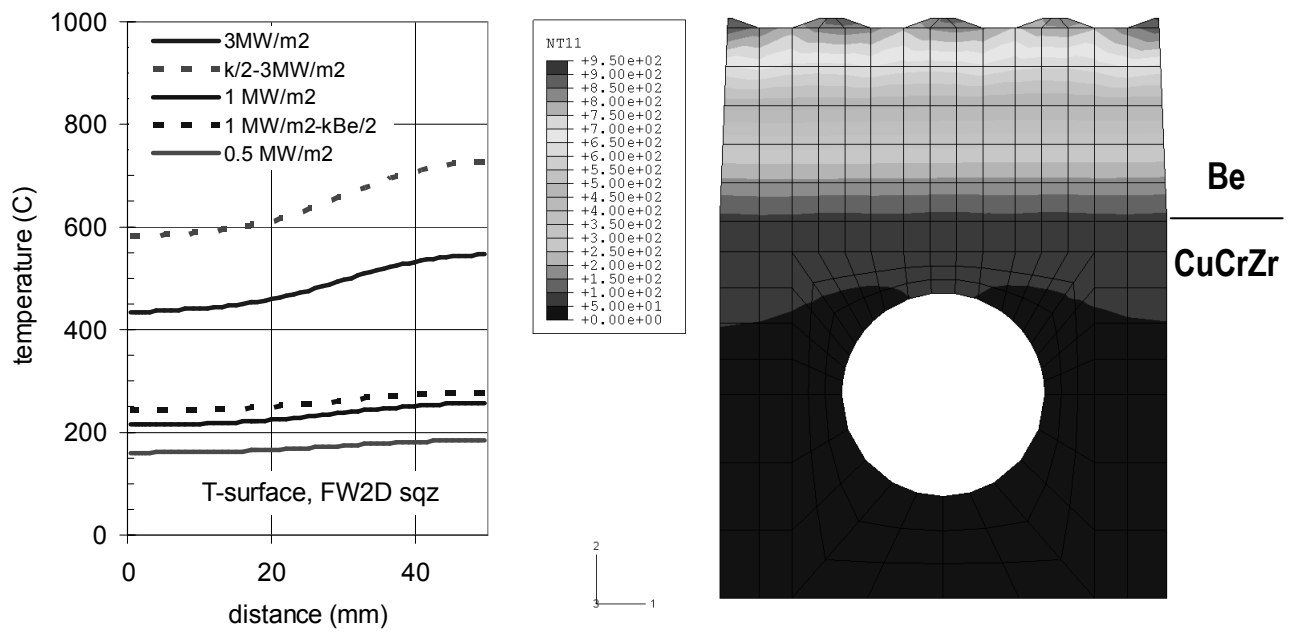 1000
800
600
400
200
0
temperature (C)
3MW/m2
k/2-3MW/m2
1 MW/m2
1 MW/m2-kBe/2
0.5 MW/m2
T-surface, FW2D sqz
0 20 40
distance (mm)
NT11
+9.50e+02
+9.00e+02
+8.50e+02
+8.00e+02
+7.50e+02
+7.00e+02
+6.50e+02
+6.00e+02
+5.50e+02
+5.00e+02
+4.50e+02
+4.00e+02
+3.50e+02
+3.00e+02
+2.50e+02
+2.00e+02
+1.50e+02
+1.00e+02
+5.00e+01
+0.00e+00
2
3 1
Be
CuCrZr